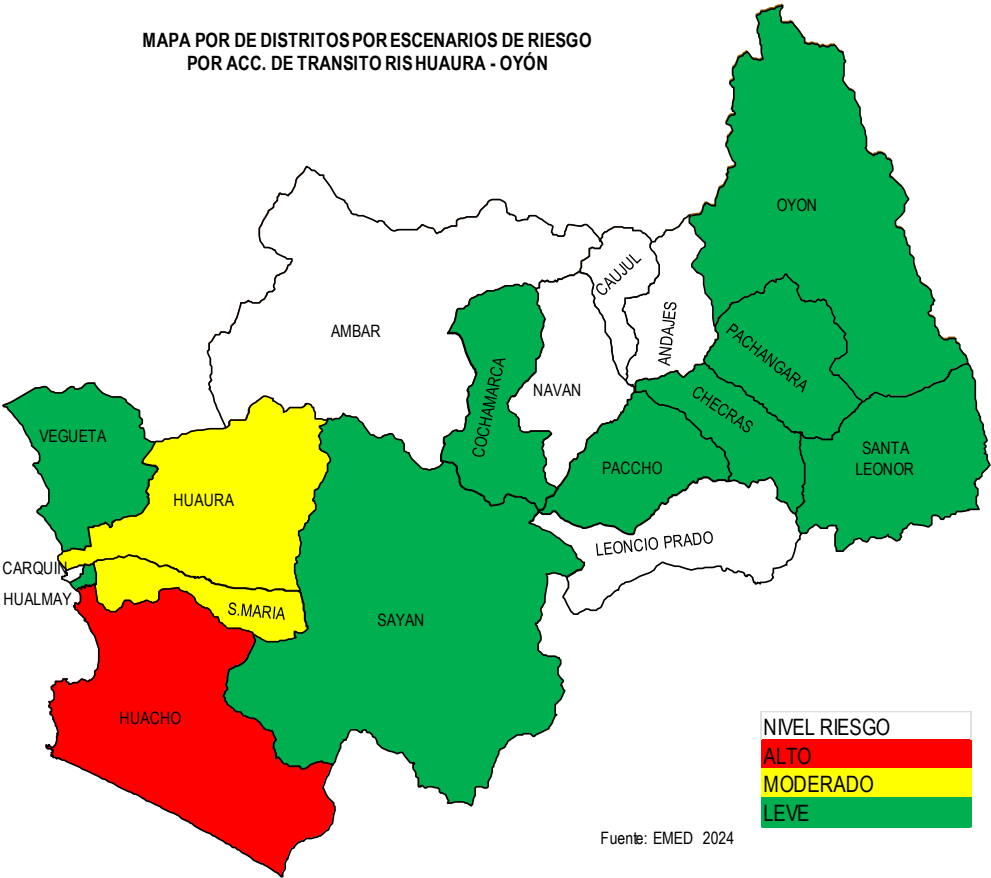 MAPA POR DE DISTRITOS POR ESCENARIOS DE RIESGO
POR ACC. DE TRANSITO RIS HUAURA - OYÓN
OYON
CAUJUL
ANDAJES
AMBAR
PACHANGARA
COCHAMARCA
NAVAN
CHECRAS
VEGUETA
SANTA
LEONOR
PACCHO
HUAURA
LEONCIO PRADO
CARQUIN
HUALMAY
S.MARIA
SAYAN
HUACHO
NIVEL RIESGO
ALTO
MODERADO
LEVE
Fuente: EMED 2024